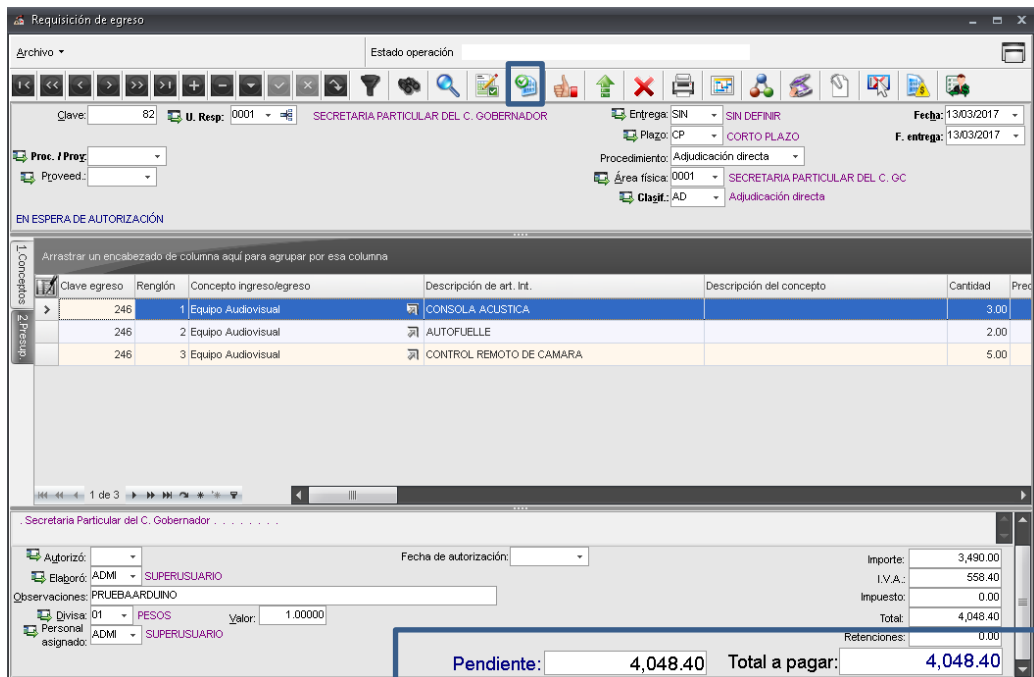 Requisición de egreso
Archivo
Estado operación
Clave: 82 U. Resp: 0001 SECRETARIA PARTICULAR DEL C. GOBERNADOR Entrega: SIN SIN DEFINIR Fecha: 13/03/2017
Plazo: CP CORTO PLAZO F. entrega: 13/03/2017
Proc. / Proy: Procedimiento: Adjudicación directa
Proveed.: Área física: 0001 SECRETARIA PARTICULAR DEL C. GC
Clasif.: AD Adjudicación directa
EN ESPERA DE AUTORIZACIÓN
1.Conceptos
2.Presup.
Arrastrar un encabezado de columna aquí para agrupar por esa columna
Clave egreso Renglón Concepto ingreso/egreso Descripción de art. Int. Descripción del concepto Cantidad Prec
246 1 Equipo Audiovisual CONSOLA ACUSTICA 3.00
246 2 Equipo Audiovisual AUTOFUELLE 2.00
246 3 Equipo Audiovisual CONTROL REMOTO DE CAMARA 5.00
1 de 3
. Secretaria Particular del C. Gobernador . . . . . . . .
Autorizó: Fecha de autorización: Importe: 3,490.00
Elaboró: ADMI SUPERUSUARIO I.V.A.: 558.40
Observaciones: PRUEBAARDUINO Impuesto: 0.00
Divisa: 01 PESOS Valor: 1.00000 Total: 4,048.40
Personal asignado: ADMI SUPERUSUARIO Retenciones: 0.00
Pendiente: 4,048.40 Total a pagar: 4,048.40